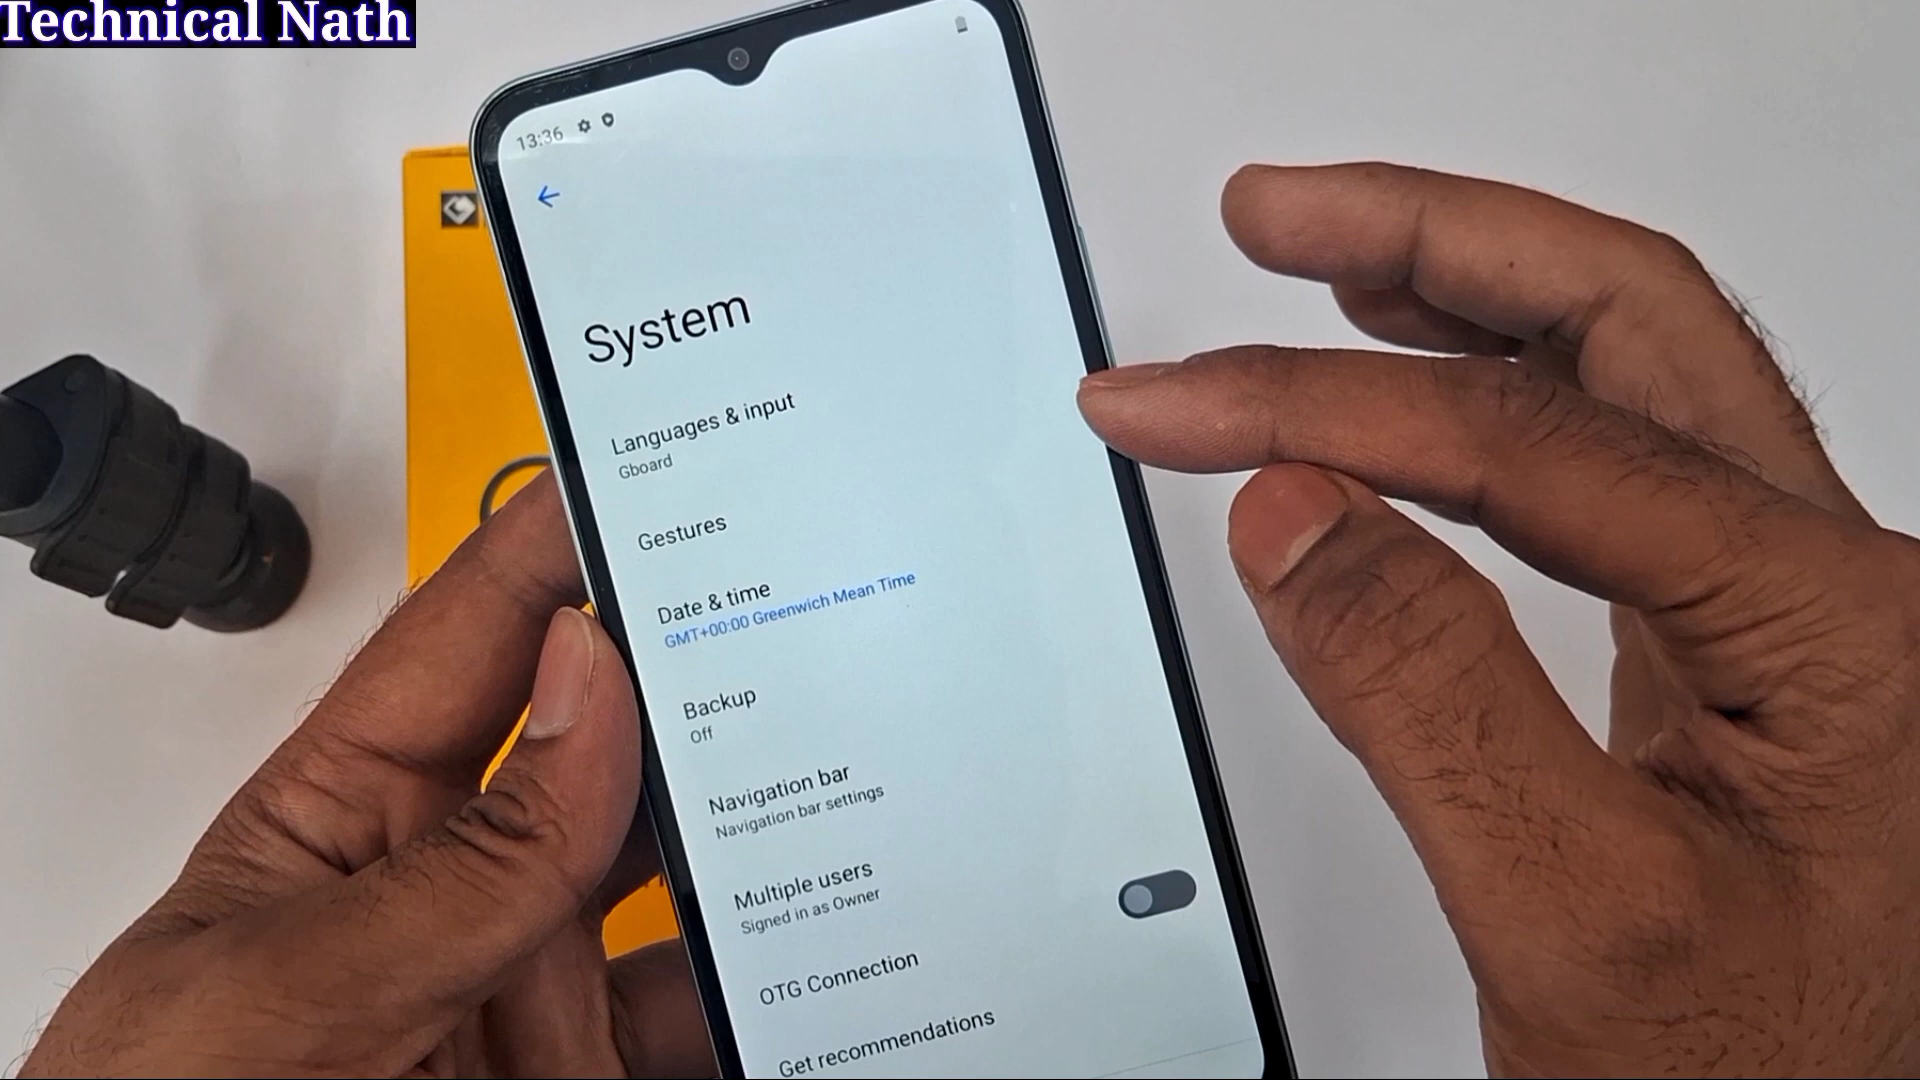 Technical Nath
13:36
System
Languages & input
Gboard
Gestures
Date & time
GMT+00:00 Greenwich Mean Time
Backup
Off
Navigation bar
Navigation bar settings
Multiple users
Signed in as Owner
OTG Connection
Get recommendations